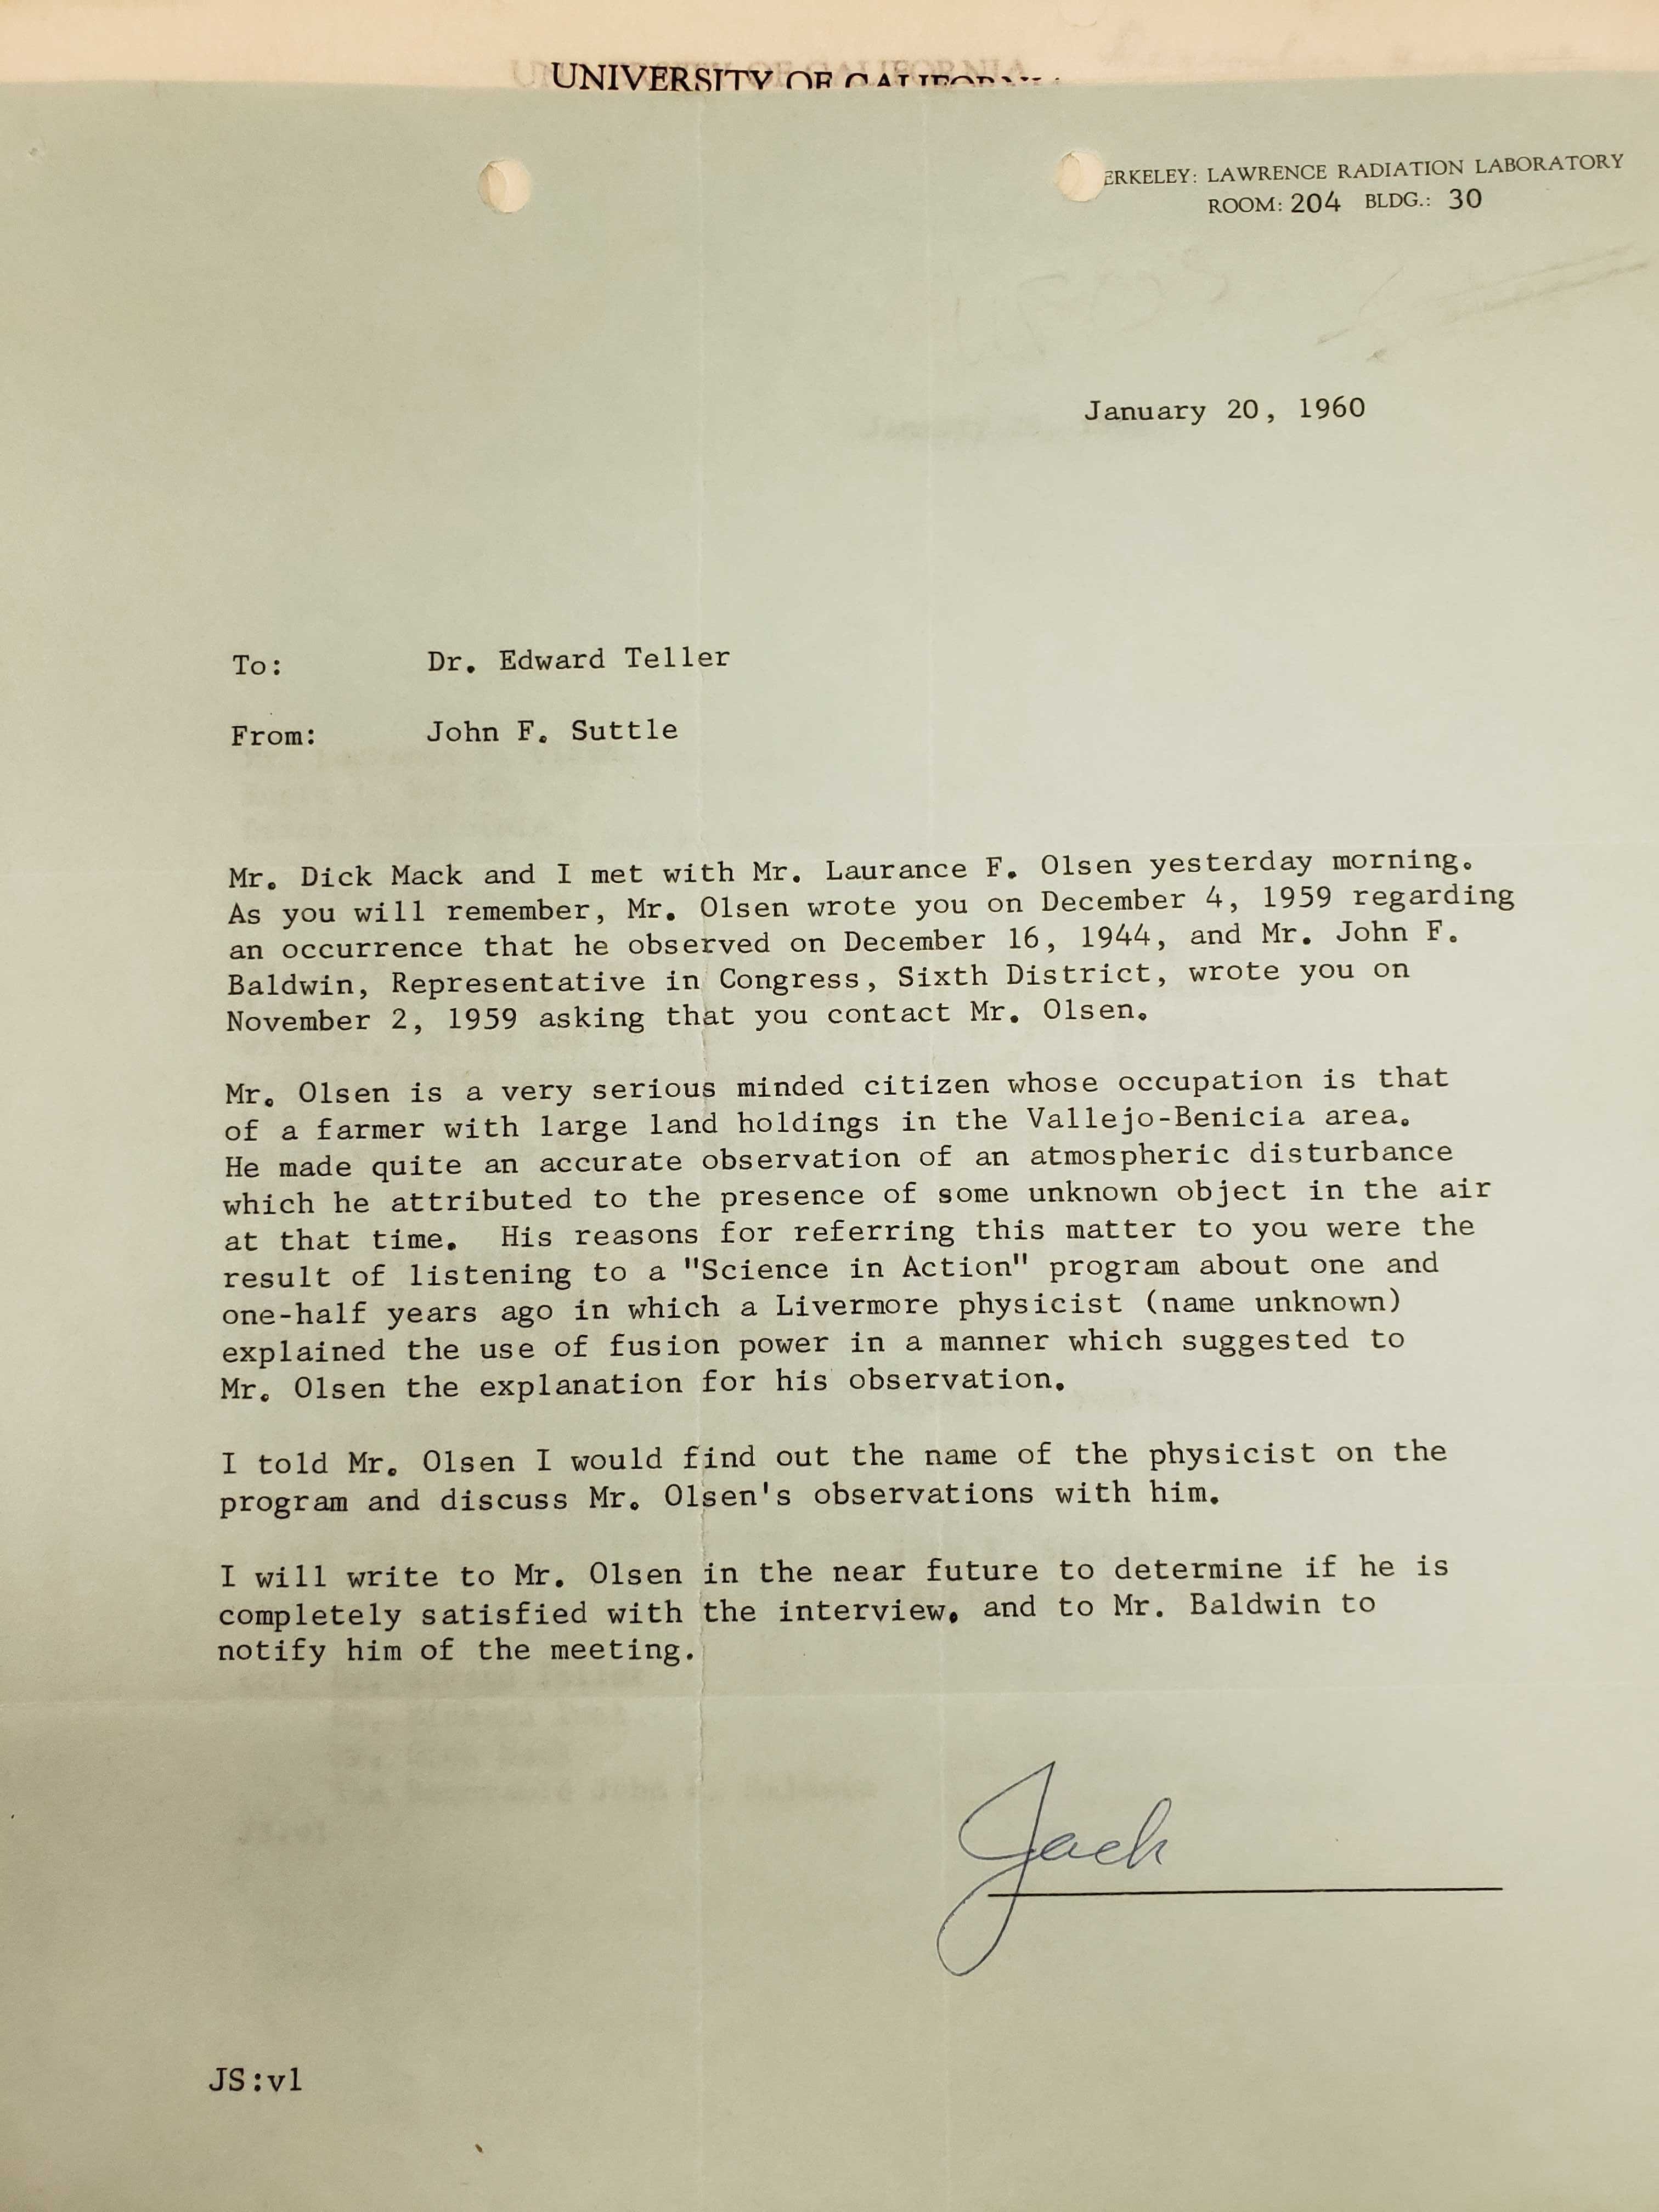 UNIVERSITY OF CALIFORNIA
ERKELEY: LAWRENCE RADIATION LABORATORY
ROOM: 204 BLDG.: 30
January 20, 1960
To: Dr. Edward Teller
From: John F. Suttle
Mr. Dick Mack and I met with Mr. Laurance F. Olsen yesterday morning.
As you will remember, Mr. Olsen wrote you on December 4, 1959 regarding
an occurrence that he observed on December 16, 1944, and Mr. John F.
Baldwin, Representative in Congress, Sixth District, wrote you on
November 2, 1959 asking that you contact Mr. Olsen.
Mr. Olsen is a very serious minded citizen whose occupation is that
of a farmer with large land holdings in the Vallejo-Benicia area.
He made quite an accurate observation of an atmospheric disturbance
which he attributed to the presence of some unknown object in the air
at that time. His reasons for referring this matter to you were the
result of listening to a "Science in Action" program about one and
one-half years ago in which a Livermore physicist (name unknown)
explained the use of fusion power in a manner which suggested to
Mr. Olsen the explanation for his observation.
I told Mr. Olsen I would find out the name of the physicist on the
program and discuss Mr. Olsen's observations with him.
I will write to Mr. Olsen in the near future to determine if he is
completely satisfied with the interview, and to Mr. Baldwin to
notify him of the meeting.
Jack
JS:vl